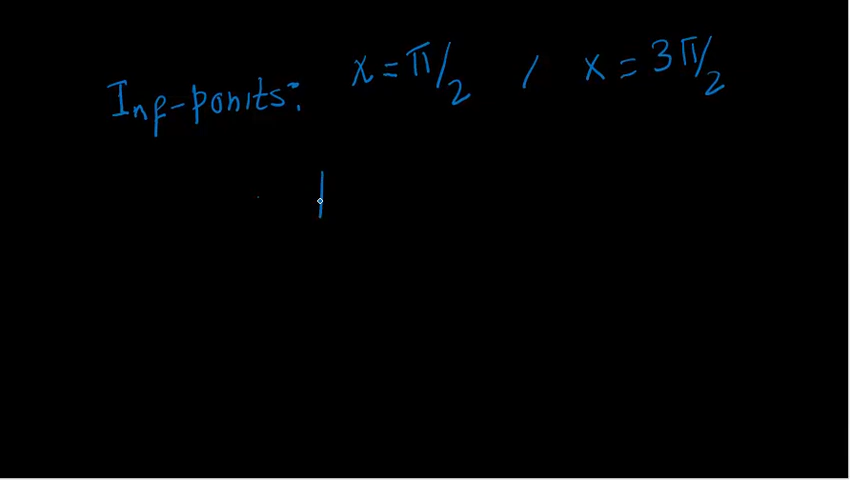 Inf-ponits: x = π/2 , x = 3π/2